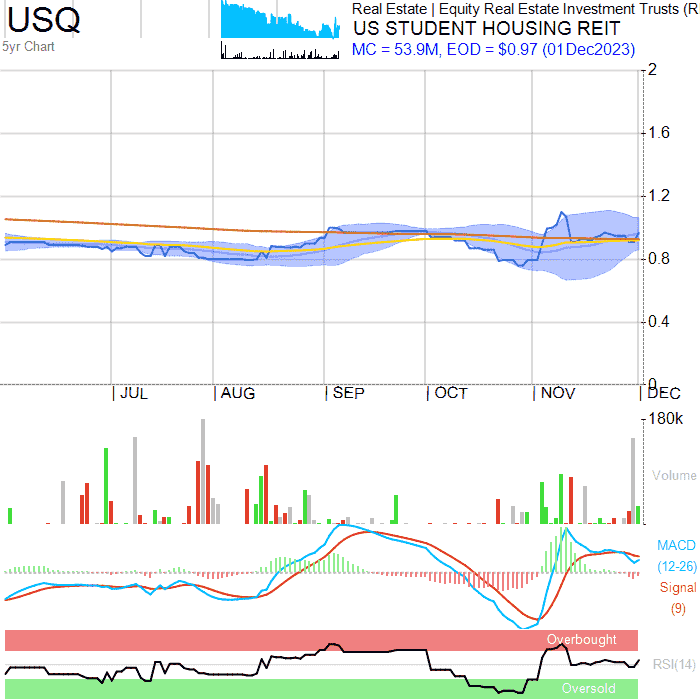 USQ
5yr Chart
Real Estate | Equity Real Estate Investment Trusts (R
US STUDENT HOUSING REIT
MC = 53.9M, EOD = $0.97 (01Dec2023)
2
1.6
1.2
0.8
0.4
0
| JUL | AUG | SEP | OCT | NOV | DEC
180k
Volume
MACD
(12-26)
Signal
(9)
Overbought
RSI(14)
Oversold